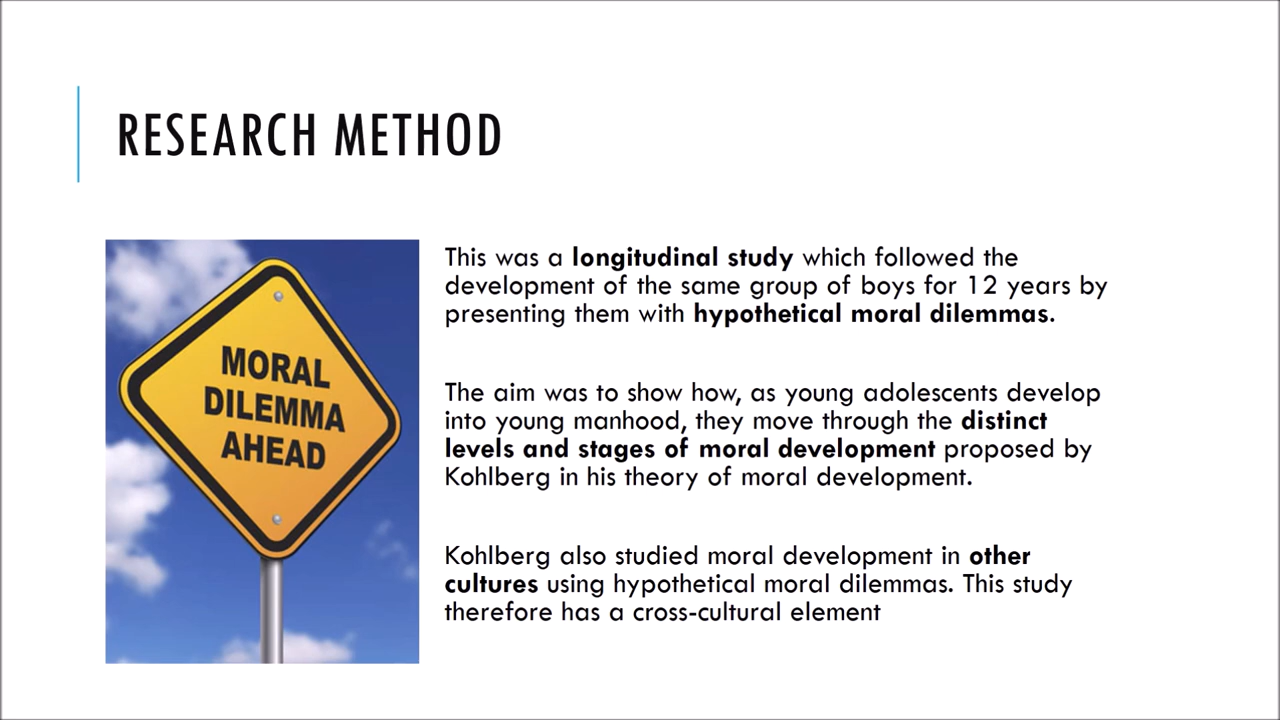 RESEARCH METHOD
MORAL
DILEMMA
AHEAD
This was a longitudinal study which followed the
development of the same group of boys for 12 years by
presenting them with hypothetical moral dilemmas.
The aim was to show how, as young adolescents develop
into young manhood, they move through the distinct
levels and stages of moral development proposed by
Kohlberg in his theory of moral development.
Kohlberg also studied moral development in other
cultures using hypothetical moral dilemmas. This study
therefore has a cross-cultural element